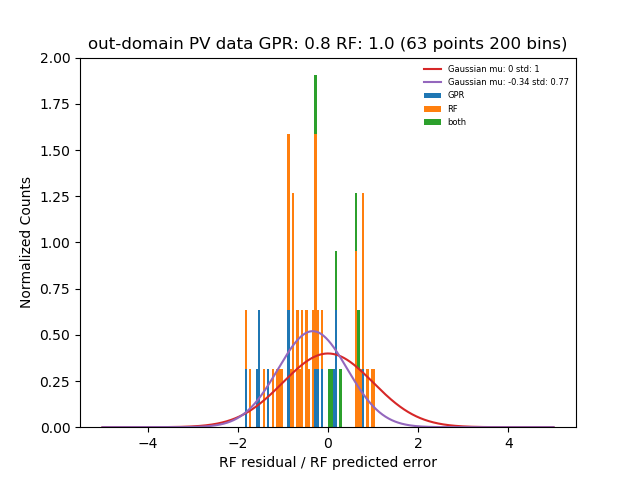 out-domain PV data GPR: 0.8 RF: 1.0 (63 points 200 bins)
Gaussian mu: 0 std: 1
Gaussian mu: -0.34 std: 0.77
GPR
RF
both
Normalized Counts
2.00
1.75
1.50
1.25
1.00
0.75
0.50
0.25
0.00
−4 −2 0 2 4
RF residual / RF predicted error